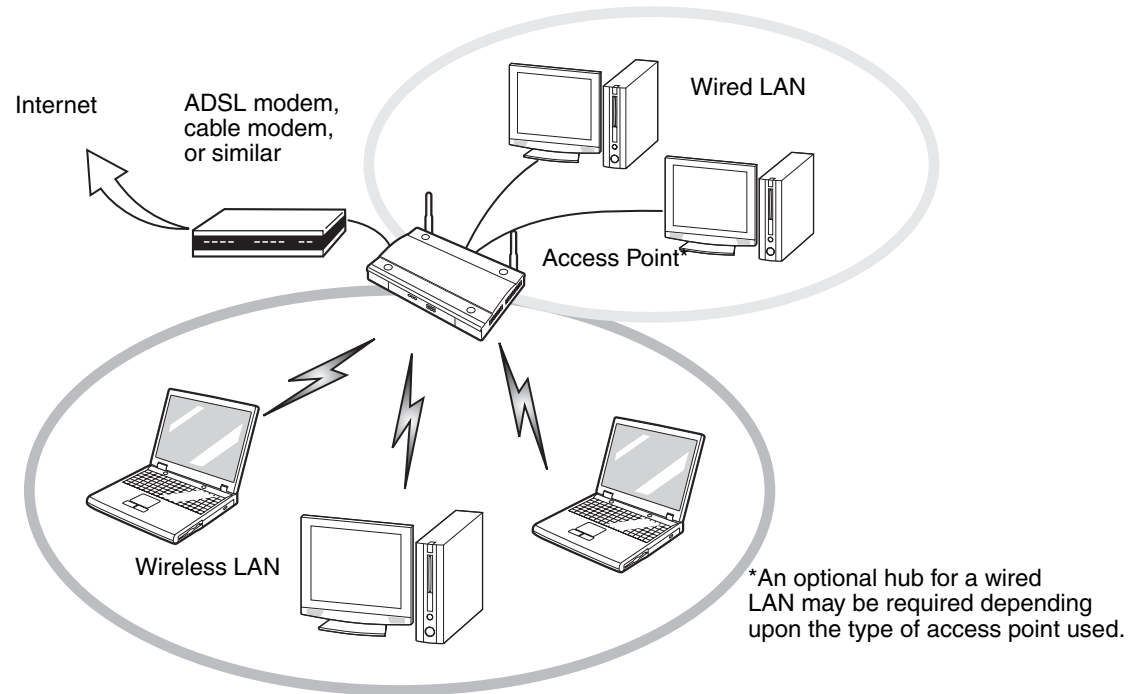 Internet
ADSL modem,
cable modem,
or similar
Wired LAN
Access Point*
Wireless LAN
*An optional hub for a wired
LAN may be required depending
upon the type of access point used.